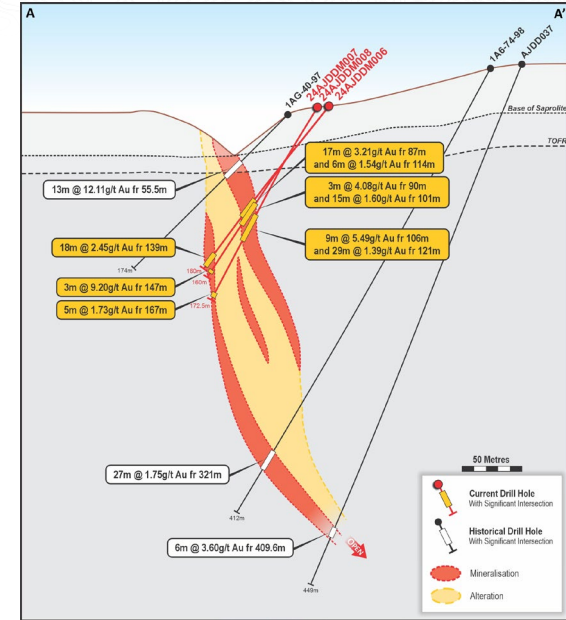 A
A'
1AG-40-97
24AJDDM007
24AJDDM008
24AJDDM006
1A6-74-98
AJDD037
Base of Saprolite
TOFR
17m @ 3.21g/t Au fr 87m
and 6m @ 1.54g/t Au fr 114m
13m @ 12.11g/t Au fr 55.5m
3m @ 4.08g/t Au fr 90m
and 15m @ 1.60g/t Au fr 101m
9m @ 5.49g/t Au fr 106m
and 29m @ 1.39g/t Au fr 121m
18m @ 2.45g/t Au fr 139m
174m
160m
160m
3m @ 9.20g/t Au fr 147m
5m @ 1.73g/t Au fr 167m
172.5m
27m @ 1.75g/t Au fr 321m
412m
6m @ 3.60g/t Au fr 409.6m
OPEN
449m
50 Metres
Current Drill Hole
With Significant Intersection
Historical Drill Hole
With Significant Intersection
Mineralisation
Alteration